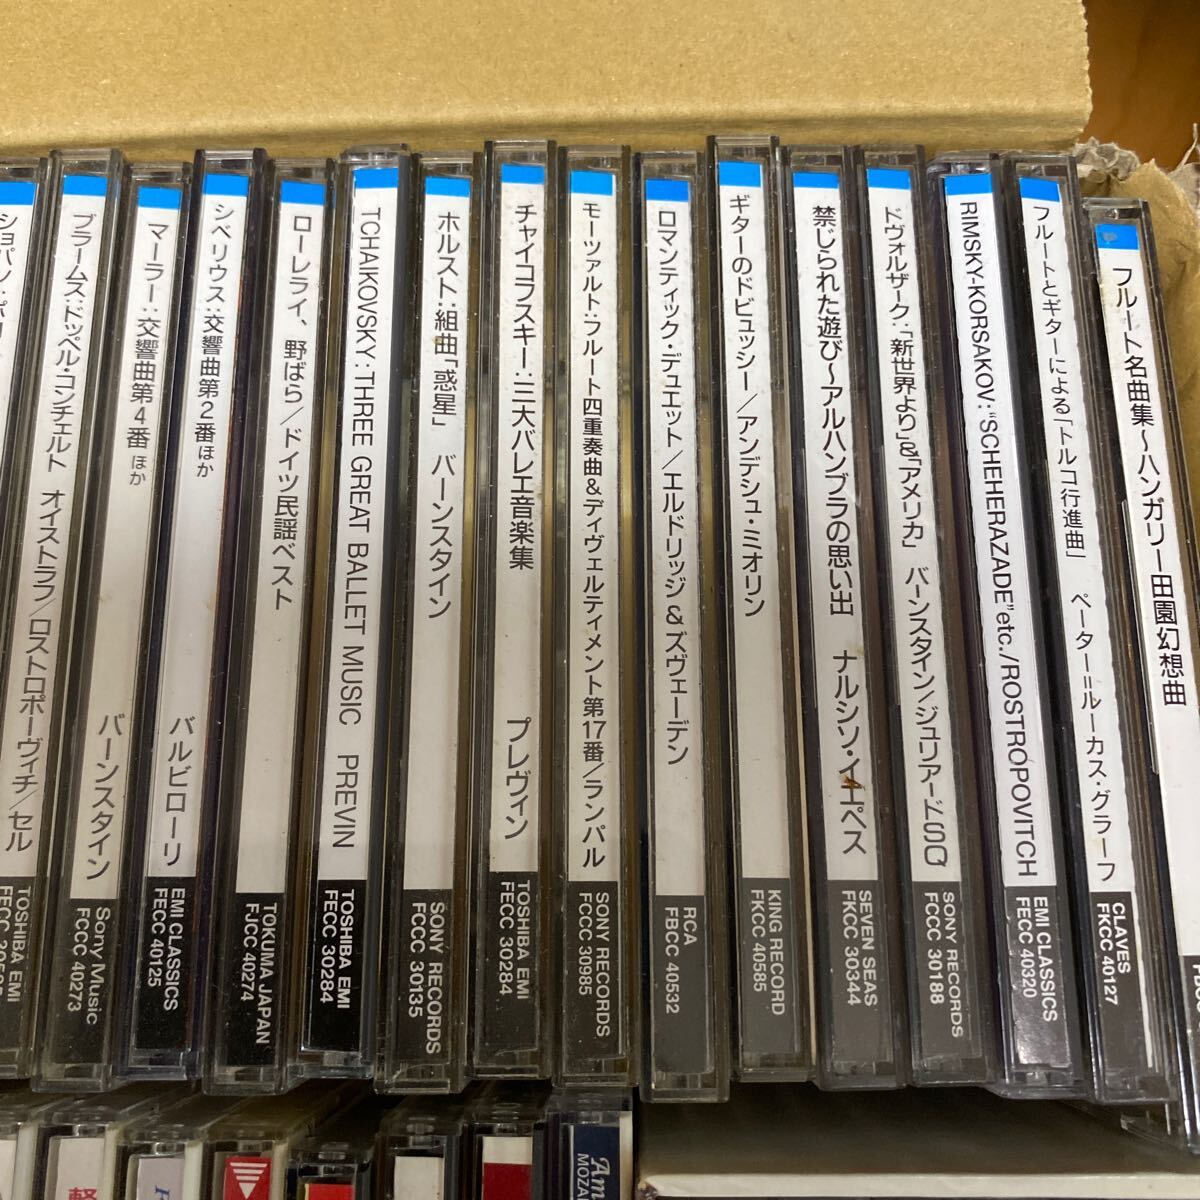 ブラームス:ドッペル・コンチェルト オイストラフ/ロストロポーヴィチ/セル
TOSHIBA EMI
マーラー:交響曲第4番 ほか バーンスタイン
Sony Music
FCCC 40273
シベリウス:交響曲第2番 ほか バルビローリ
EMI CLASSICS
FECC 40125
ローレライ、野ばら/ドイツ民謡ベスト
TOKUMA JAPAN
FJCC 40274
TCHAIKOVSKY:THREE GREAT BALLET MUSIC PREVIN
TOSHIBA EMI
FECC 30284
ホルスト:組曲「惑星」 バーンスタイン
SONY RECORDS
FCCC 30135
チャイコフスキー:三大バレエ音楽集 プレヴィン
TOSHIBA EMI
FECC 30284
モーツァルト・フルート四重奏曲&ディヴェルティメント第17番/ランパル
SONY RECORDS
FCCC 30985
ロマンティック・デュエット/エルドリッジ&ズヴェーデン
RCA
FBCC 40532
ギターのドビュッシー/アンデシュ・ミオリン
KING RECORD
FKCC 40585
禁じられた遊び〜アルハンブラの思い出 ナルシソ・イエペス
SEVEN SEAS
FKCC 30344
ドヴォルザーク:「新世界より」&「アメリカ」 バーンスタイン/ジュリアードSQ
SONY RECORDS
FCCC 30188
RIMSKY-KORSAKOV:"SCHEHERAZADE"etc./ROSTROPOVITCH
EMI CLASSICS
FECC 40320
フルートとギターによる「トルコ行進曲」 ペーター=ルーカス・グラーフ
CLAVES
FKCC 40127
フルート名曲集〜ハンガリー田園幻想曲
軽
MOZA